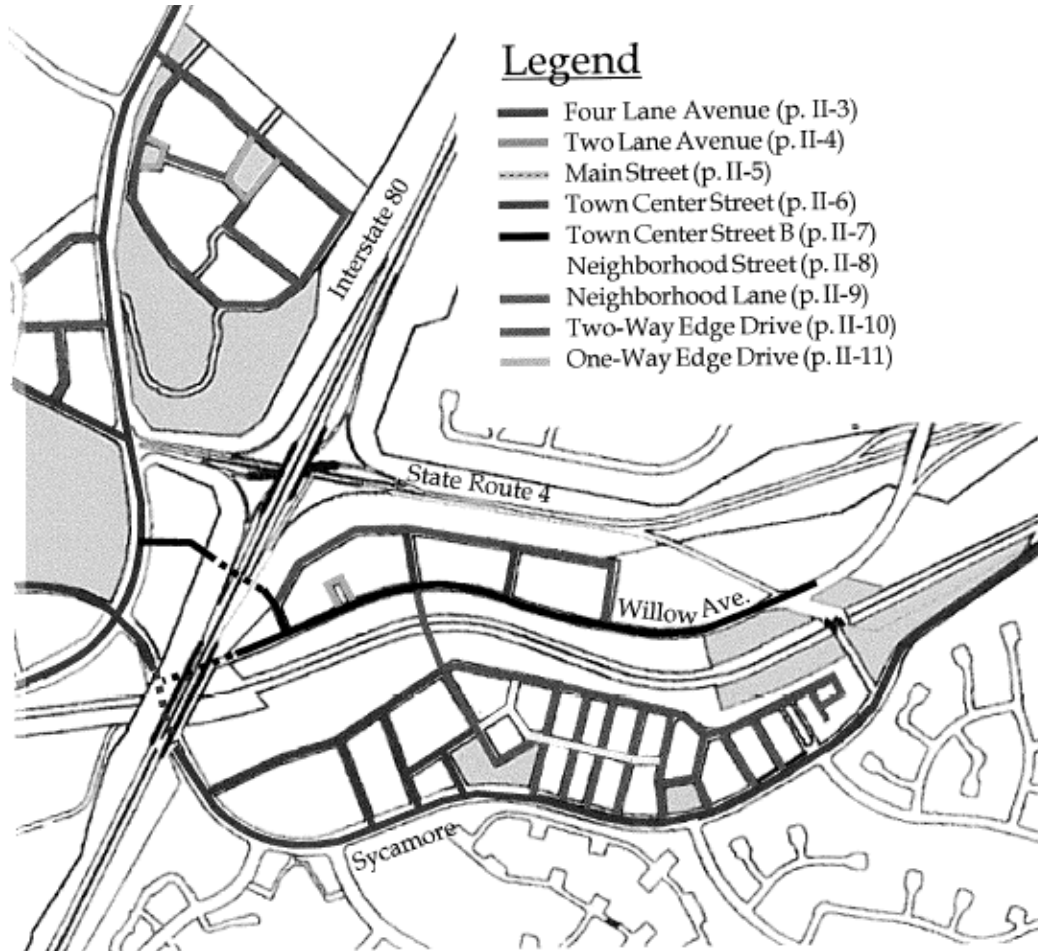 Legend
Four Lane Avenue (p. II-3)
Two Lane Avenue (p. II-4)
Main Street (p. II-5)
Town Center Street (p. II-6)
Town Center Street B (p. II-7)
Neighborhood Street (p. II-8)
Neighborhood Lane (p. II-9)
Two-Way Edge Drive (p. II-10)
One-Way Edge Drive (p. II-11)
Interstate 80
State Route 4
Willow Ave.
Sycamore